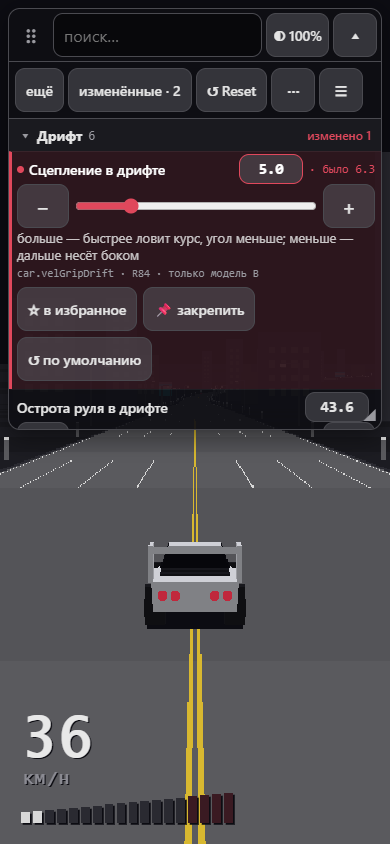 поиск...
100%
ещё
изменённые · 2
↺ Reset
---
☰
Дрифт 6
изменено 1
Сцепление в дрифте
5.0
· было 6.3
−
+
больше — быстрее ловит курс, угол меньше; меньше —
дальше несёт боком
car.velGripDrift · R84 · только модель B
☆ в избранное
📌 закрепить
↺ по умолчанию
Острота руля в дрифте
43.6
36
KM/H